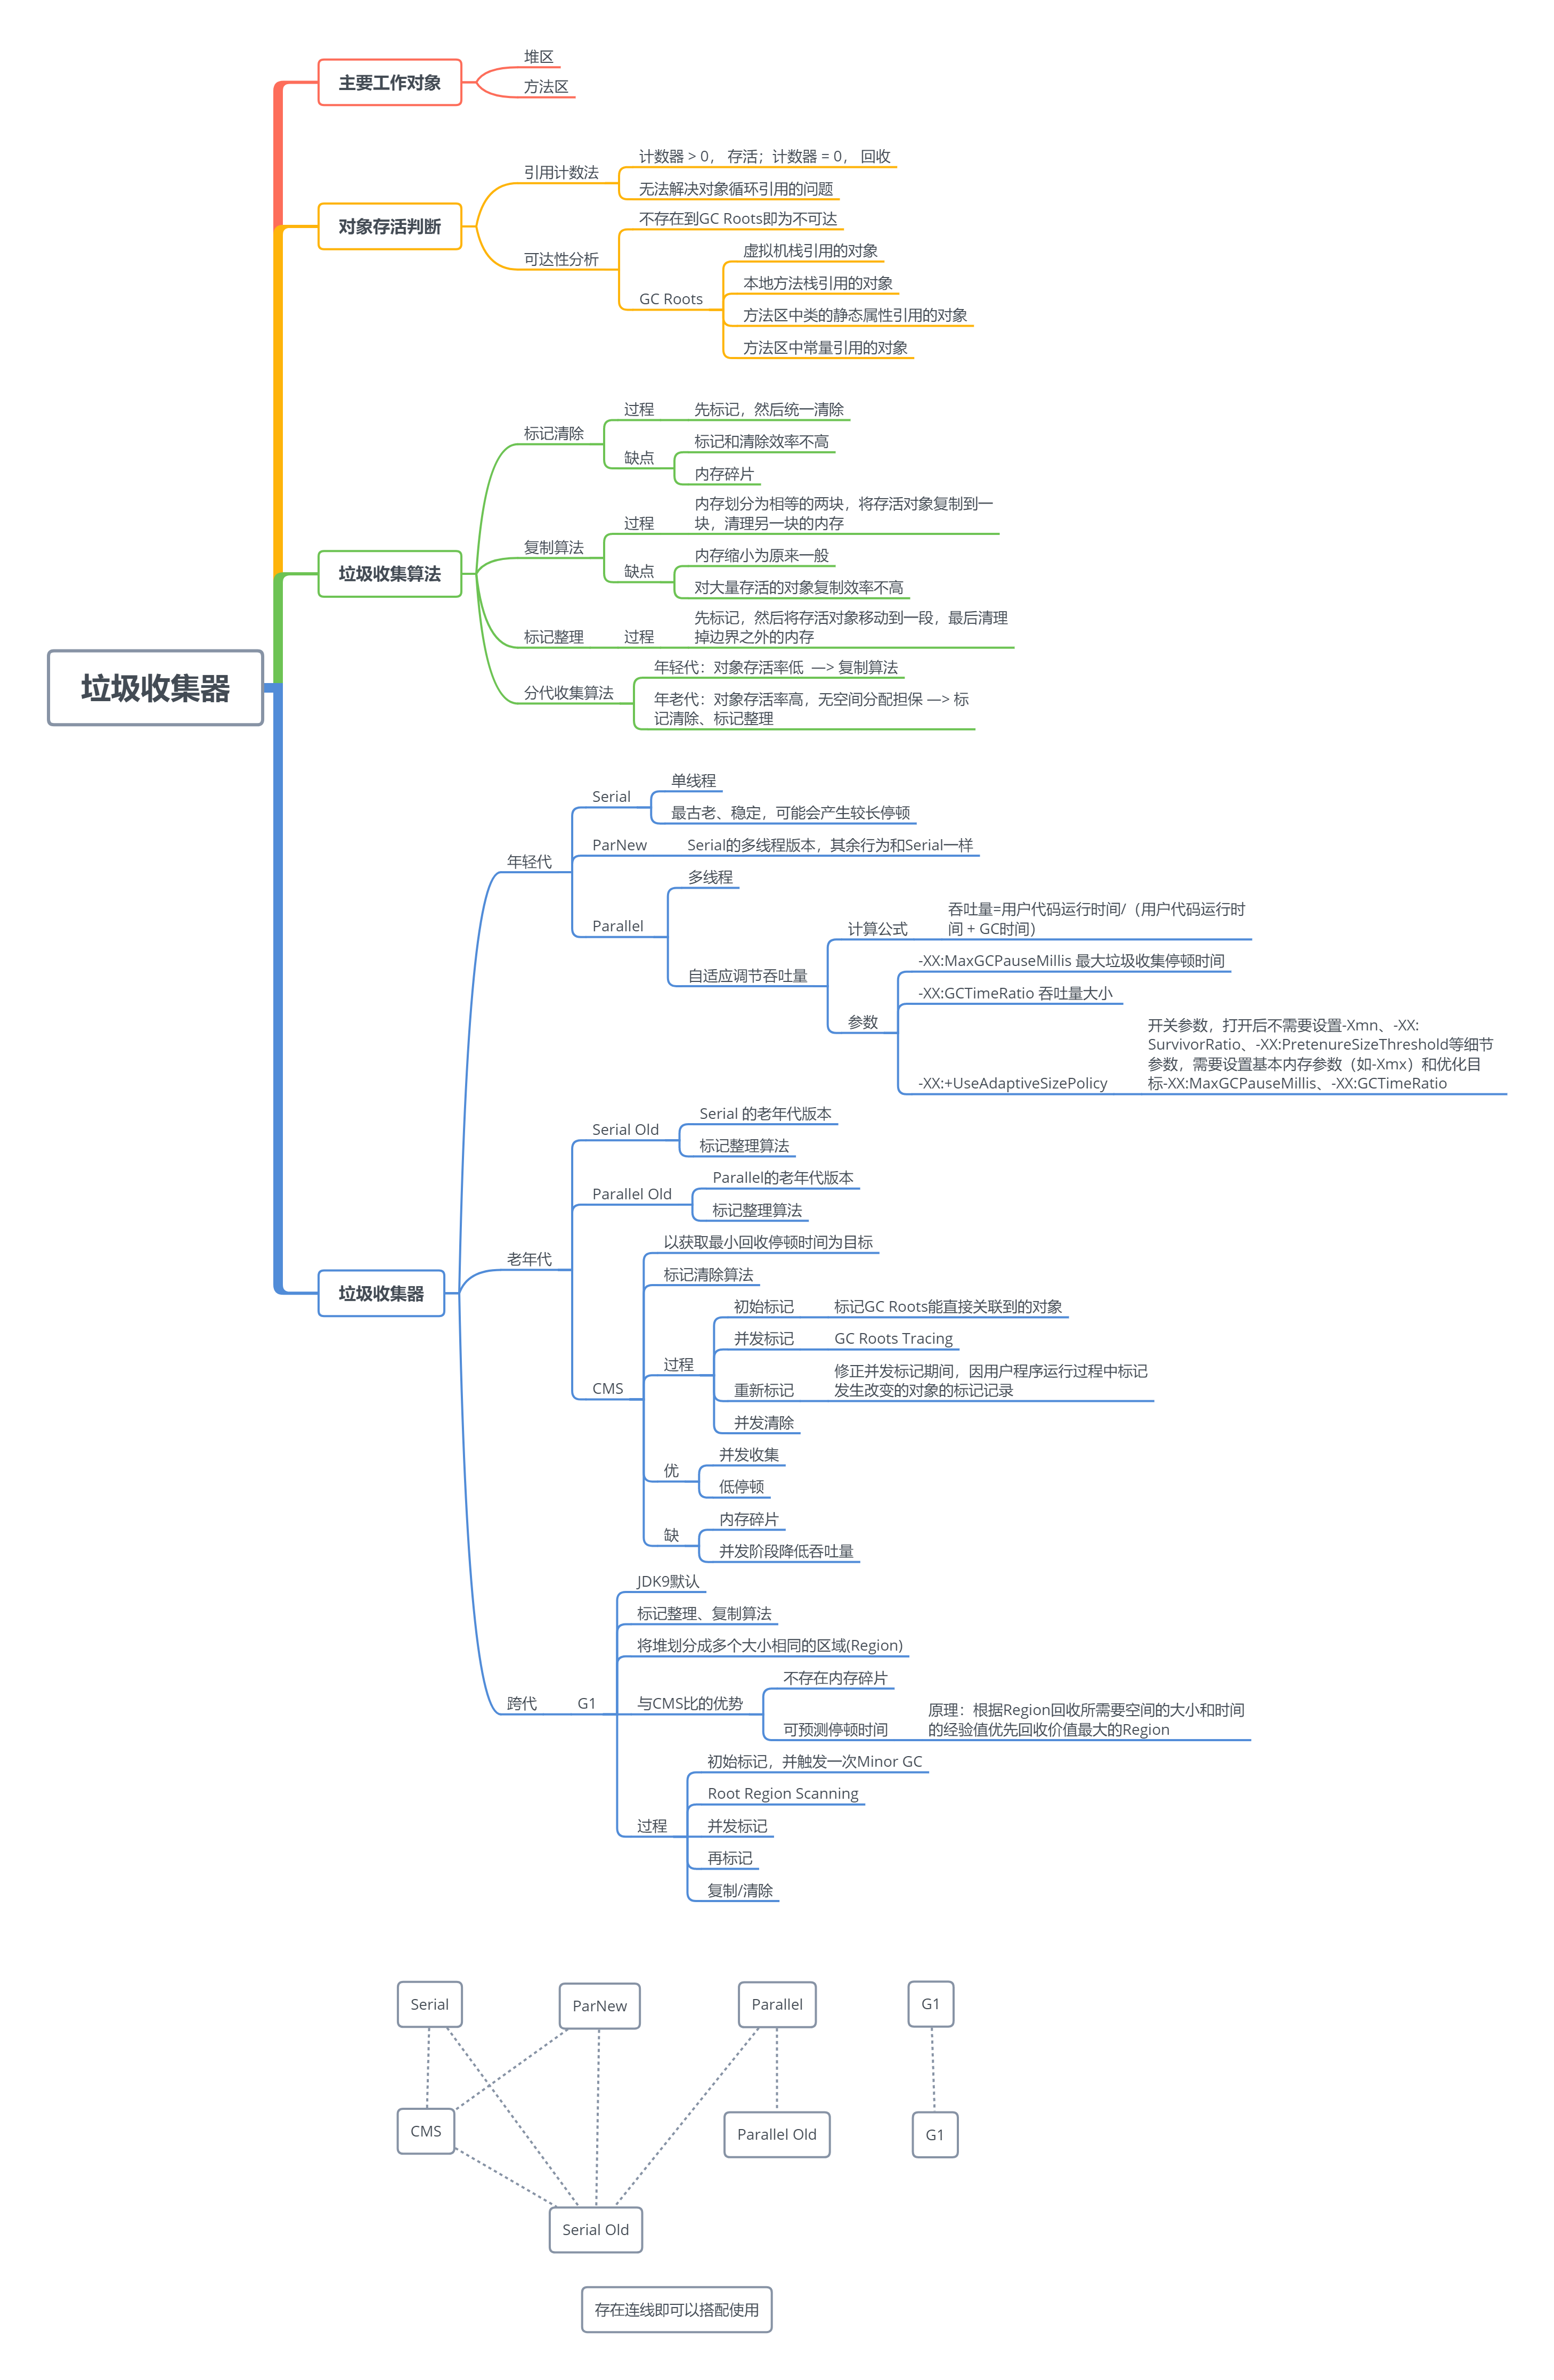 垃圾收集器
主要工作对象
堆区
方法区
对象存活判断
引用计数法
计数器 > 0， 存活；计数器 = 0， 回收
无法解决对象循环引用的问题
可达性分析
不存在到GC Roots即为不可达
GC Roots
虚拟机栈引用的对象
本地方法栈引用的对象
方法区中类的静态属性引用的对象
方法区中常量引用的对象
垃圾收集算法
标记清除
过程
先标记，然后统一清除
缺点
标记和清除效率不高
内存碎片
复制算法
过程
内存划分为相等的两块，将存活对象复制到一
块，清理另一块的内存
缺点
内存缩小为原来一般
对大量存活的对象复制效率不高
标记整理
过程
先标记，然后将存活对象移动到一段，最后清理
掉边界之外的内存
分代收集算法
年轻代：对象存活率低 —> 复制算法
年老代：对象存活率高，无空间分配担保 —> 标
记清除、标记整理
垃圾收集器
年轻代
Serial
单线程
最古老、稳定，可能会产生较长停顿
ParNew
Serial的多线程版本，其余行为和Serial一样
Parallel
多线程
自适应调节吞吐量
计算公式
吞吐量=用户代码运行时间/（用户代码运行时
间 + GC时间）
参数
-XX:MaxGCPauseMillis 最大垃圾收集停顿时间
-XX:GCTimeRatio 吞吐量大小
-XX:+UseAdaptiveSizePolicy
开关参数，打开后不需要设置-Xmn、-XX:
SurvivorRatio、-XX:PretenureSizeThreshold等细节
参数，需要设置基本内存参数（如-Xmx）和优化目
标-XX:MaxGCPauseMillis、-XX:GCTimeRatio
老年代
Serial Old
Serial 的老年代版本
标记整理算法
Parallel Old
Parallel的老年代版本
标记整理算法
CMS
以获取最小回收停顿时间为目标
标记清除算法
过程
初始标记
标记GC Roots能直接关联到的对象
并发标记
GC Roots Tracing
重新标记
修正并发标记期间，因用户程序运行过程中标记
发生改变的对象的标记记录
并发清除
优
并发收集
低停顿
缺
内存碎片
并发阶段降低吞吐量
跨代
G1
JDK9默认
标记整理、复制算法
将堆划分成多个大小相同的区域(Region)
与CMS比的优势
不存在内存碎片
可预测停顿时间
原理：根据Region回收所需要空间的大小和时间
的经验值优先回收价值最大的Region
过程
初始标记，并触发一次Minor GC
Root Region Scanning
并发标记
再标记
复制/清除
Serial
ParNew
Parallel
G1
CMS
Parallel Old
G1
Serial Old
存在连线即可以搭配使用